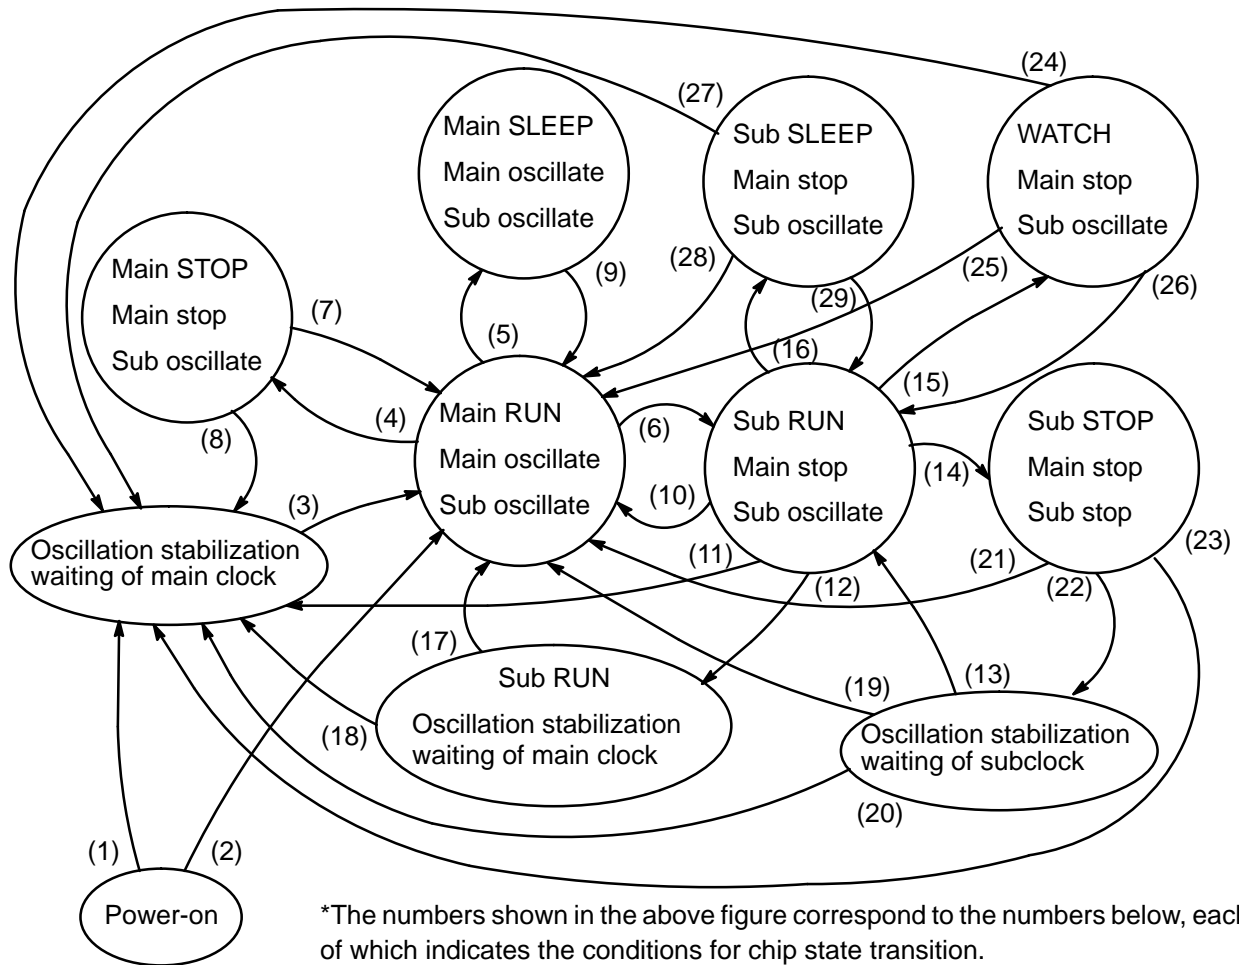 (24)
(27)
Main SLEEP
Main oscillate
Sub oscillate
Sub SLEEP
Main stop
Sub oscillate
WATCH
Main stop
Sub oscillate
Main STOP
Main stop
Sub oscillate
(7)
(9)
(28)
(29)
(25)
(26)
(5)
(16)
(15)
(4)
(8)
Main RUN
Main oscillate
Sub oscillate
(6)
(10)
Sub RUN
Main stop
Sub oscillate
(14)
Sub STOP
Main stop
Sub stop
(3)
Oscillation stabilization
waiting of main clock
(11)
(12)
(21)
(22)
(23)
(17)
(18)
Sub RUN
Oscillation stabilization
waiting of main clock
(19)
(13)
Oscillation stabilization
waiting of subclock
(20)
(1)
(2)
Power-on
*The numbers shown in the above figure correspond to the numbers below, each
of which indicates the conditions for chip state transition.